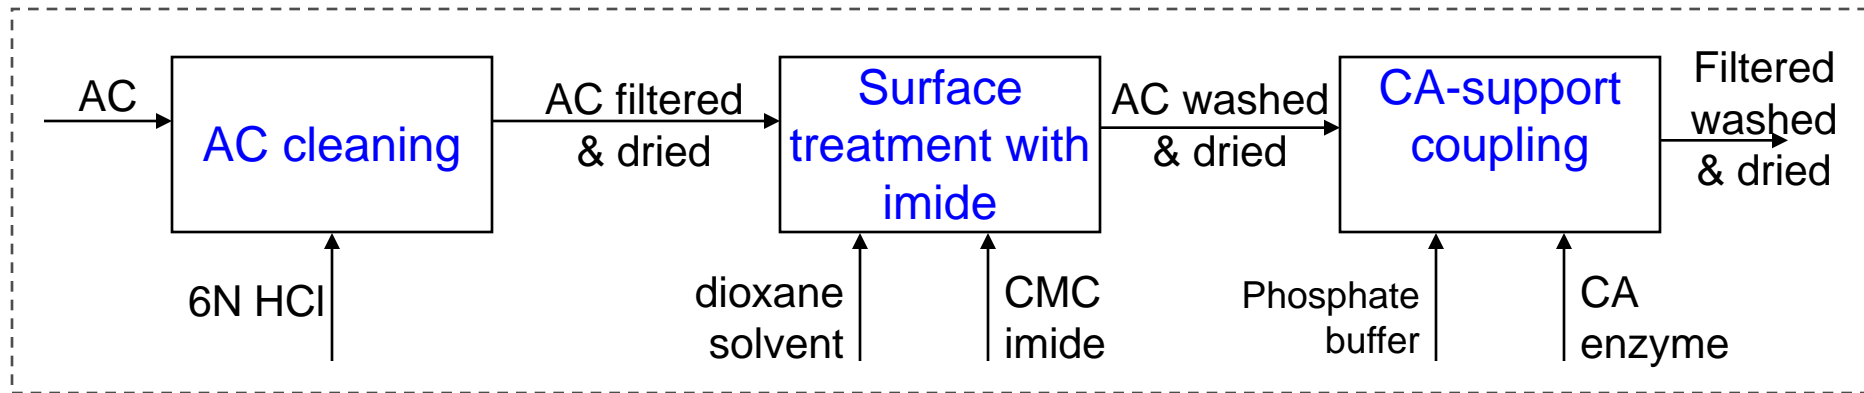 AC
AC cleaning
6N HCl
AC filtered
& dried
Surface
treatment with
imide
dioxane
solvent
CMC
imide
AC washed
& dried
CA-support
coupling
Phosphate
buffer
CA
enzyme
Filtered
washed
& dried